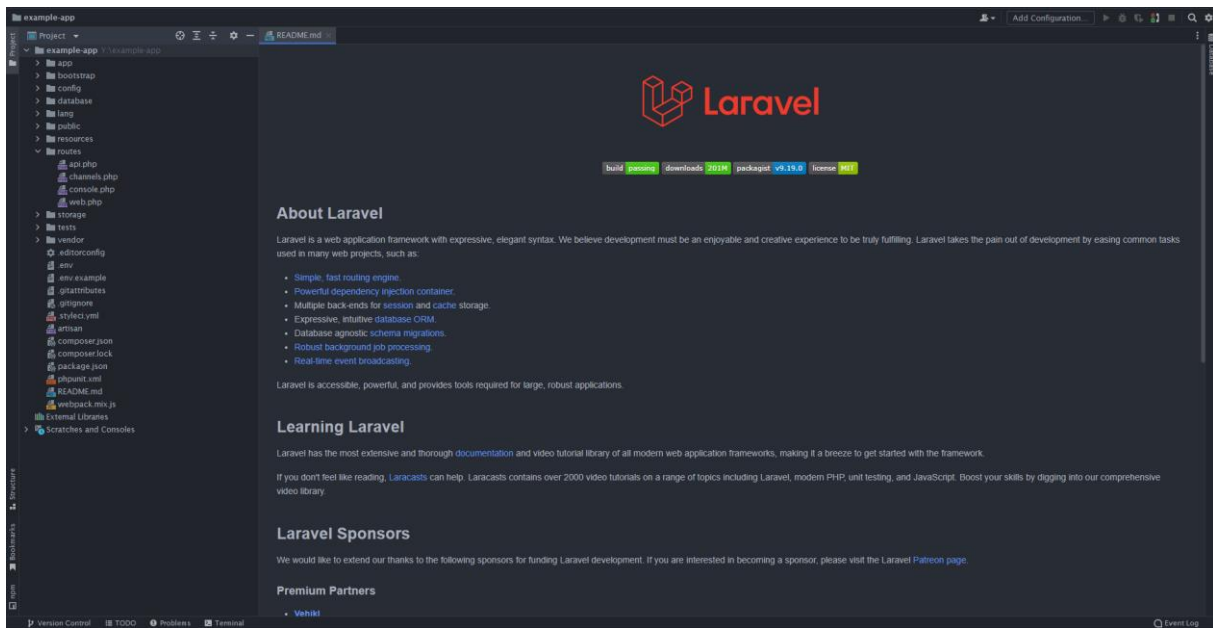 example-app
Add Configuration...
Project
README.md
example-app Y:\example-app
app
bootstrap
config
database
lang
public
resources
routes
api.php
channels.php
console.php
web.php
storage
tests
vendor
.editorconfig
.env
.env.example
.gitattributes
.gitignore
.styleci.yml
artisan
composer.json
composer.lock
package.json
phpunit.xml
README.md
webpack.mix.js
External Libraries
Scratches and Consoles
Project
Structure
Bookmarks
npm
Laravel
build passing downloads 201M packagist v9.19.0 license MIT
About Laravel
Laravel is a web application framework with expressive, elegant syntax. We believe development must be an enjoyable and creative experience to be truly fulfilling. Laravel takes the pain out of development by easing common tasks
used in many web projects, such as:
• Simple, fast routing engine.
• Powerful dependency injection container.
• Multiple back-ends for session and cache storage.
• Expressive, intuitive database ORM.
• Database agnostic schema migrations.
• Robust background job processing.
• Real-time event broadcasting.
Laravel is accessible, powerful, and provides tools required for large, robust applications.
Learning Laravel
Laravel has the most extensive and thorough documentation and video tutorial library of all modern web application frameworks, making it a breeze to get started with the framework.
If you don't feel like reading, Laracasts can help. Laracasts contains over 2000 video tutorials on a range of topics including Laravel, modern PHP, unit testing, and JavaScript. Boost your skills by digging into our comprehensive
video library.
Laravel Sponsors
We would like to extend our thanks to the following sponsors for funding Laravel development. If you are interested in becoming a sponsor, please visit the Laravel Patreon page.
Premium Partners
• Vehikl
Database
Version Control TODO Problems Terminal
Event Log